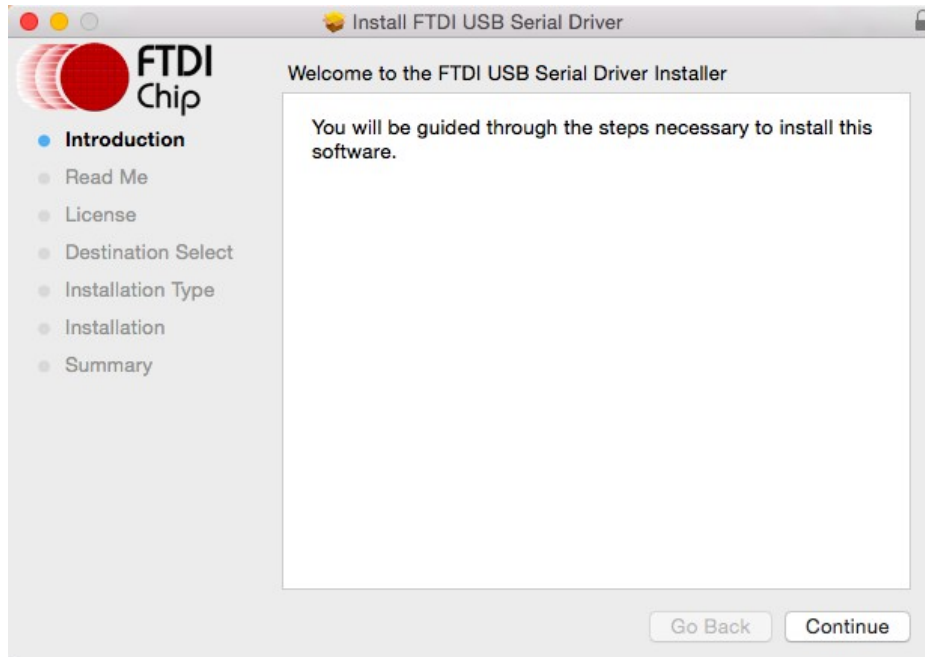 Install FTDI USB Serial Driver
FTDI
Chip
Welcome to the FTDI USB Serial Driver Installer
Introduction
Read Me
License
Destination Select
Installation Type
Installation
Summary
You will be guided through the steps necessary to install this
software.
Go Back
Continue